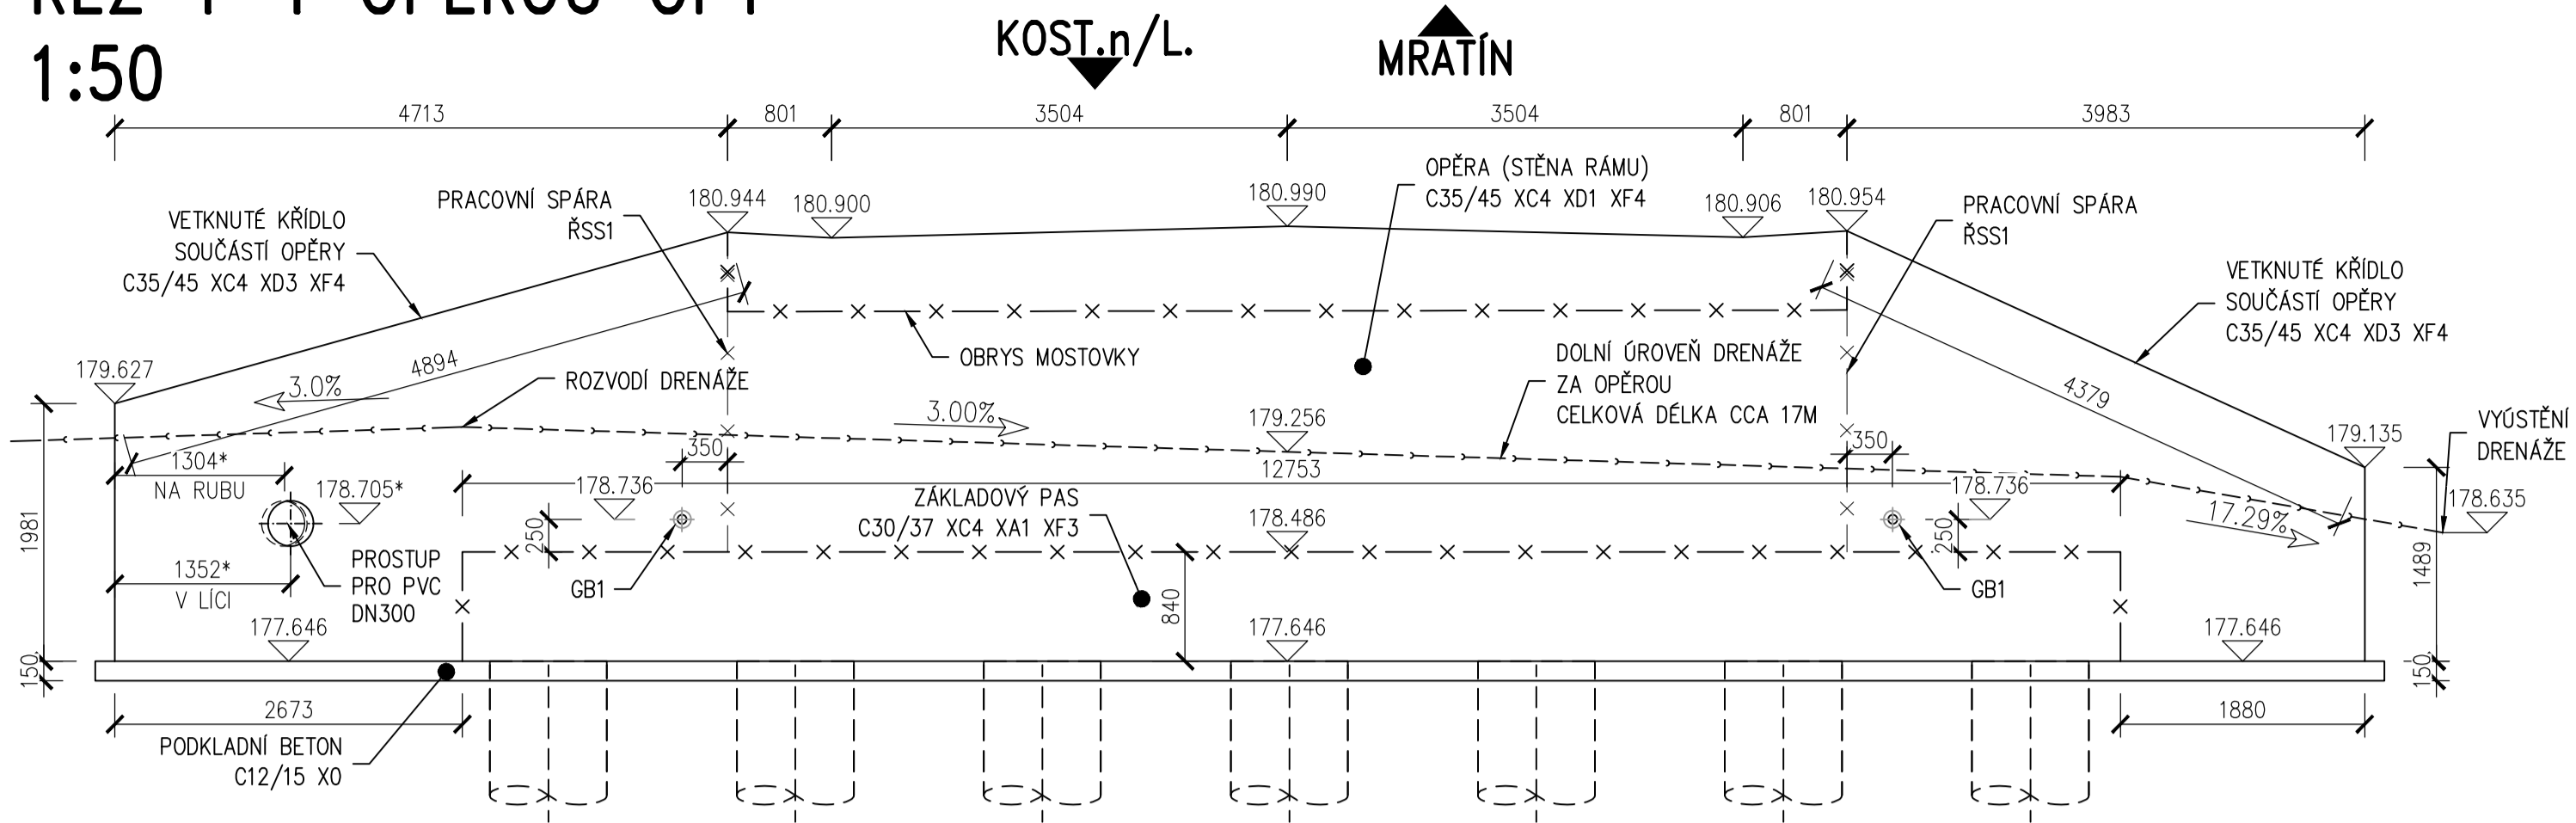 1:50
KOST.n/L.
MRATÍN
4713
801
3504
3504
801
3983
VETKNUTÉ KŘÍDLO
SOUČÁSTÍ OPĚRY
C35/45 XC4 XD3 XF4
PRACOVNÍ SPÁRA
ŘSS1
180.944
180.900
180.990
OPĚRA (STĚNA RÁMU)
C35/45 XC4 XD1 XF4
180.906
180.954
PRACOVNÍ SPÁRA
ŘSS1
VETKNUTÉ KŘÍDLO
SOUČÁSTÍ OPĚRY
C35/45 XC4 XD3 XF4
179.627
3.0%
4894
ROZVODÍ DRENÁŽE
OBRYS MOSTOVKY
3.00%
179.256
DOLNÍ ÚROVEŇ DRENÁŽE
ZA OPĚROU
CELKOVÁ DÉLKA CCA 17M
4379
179.135
VYÚSTĚNÍ
DRENÁŽE
178.635
1304*
NA RUBU
178.705*
350
12753
350
178.736
178.736
ZÁKLADOVÝ PAS
C30/37 XC4 XA1 XF3
178.486
250
250
17.29%
1981
1489
1352*
V LÍCI
PROSTUP
PRO PVC
DN300
GB1
GB1
840
177.646
177.646
177.646
150
150
2673
1880
PODKLADNÍ BETON
C12/15 X0